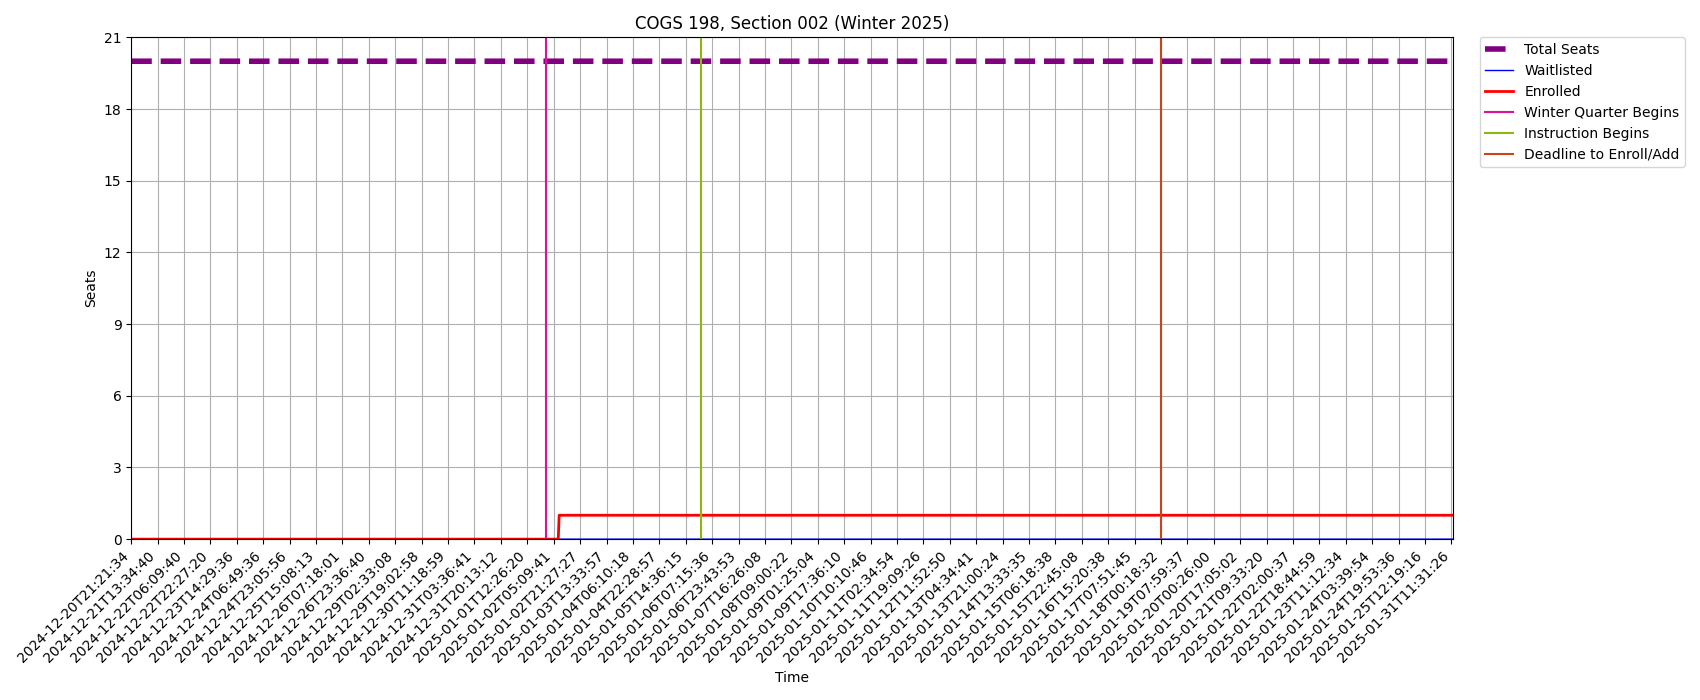 COGS 198, Section 002 (Winter 2025)
21
18
15
12
9
6
3
0
Seats
2024-12-20T21:21:34
2024-12-21T13:34:40
2024-12-22T06:09:40
2024-12-22T22:27:20
2024-12-23T14:29:36
2024-12-24T06:49:36
2024-12-24T23:05:56
2024-12-25T15:08:13
2024-12-26T07:18:01
2024-12-26T23:36:40
2024-12-29T02:33:08
2024-12-29T19:02:58
2024-12-30T11:18:59
2024-12-31T03:36:41
2024-12-31T20:13:12
2025-01-01T12:26:20
2025-01-02T05:09:41
2025-01-02T21:27:27
2025-01-03T13:33:57
2025-01-04T06:10:18
2025-01-04T22:28:57
2025-01-05T14:36:15
2025-01-06T07:15:36
2025-01-06T23:43:53
2025-01-07T16:26:08
2025-01-08T09:00:22
2025-01-09T01:25:04
2025-01-09T17:36:10
2025-01-10T10:10:46
2025-01-11T02:34:54
2025-01-11T19:09:26
2025-01-12T11:52:50
2025-01-13T04:34:41
2025-01-13T21:00:24
2025-01-14T13:33:35
2025-01-15T06:18:38
2025-01-15T22:45:08
2025-01-16T15:20:38
2025-01-17T07:51:45
2025-01-18T00:18:32
2025-01-19T07:59:37
2025-01-20T00:26:00
2025-01-20T17:05:02
2025-01-21T09:33:20
2025-01-22T02:00:37
2025-01-22T18:44:59
2025-01-23T11:12:34
2025-01-24T03:39:54
2025-01-24T19:53:36
2025-01-25T12:19:16
2025-01-31T11:31:26
Time
Total Seats
Waitlisted
Enrolled
Winter Quarter Begins
Instruction Begins
Deadline to Enroll/Add